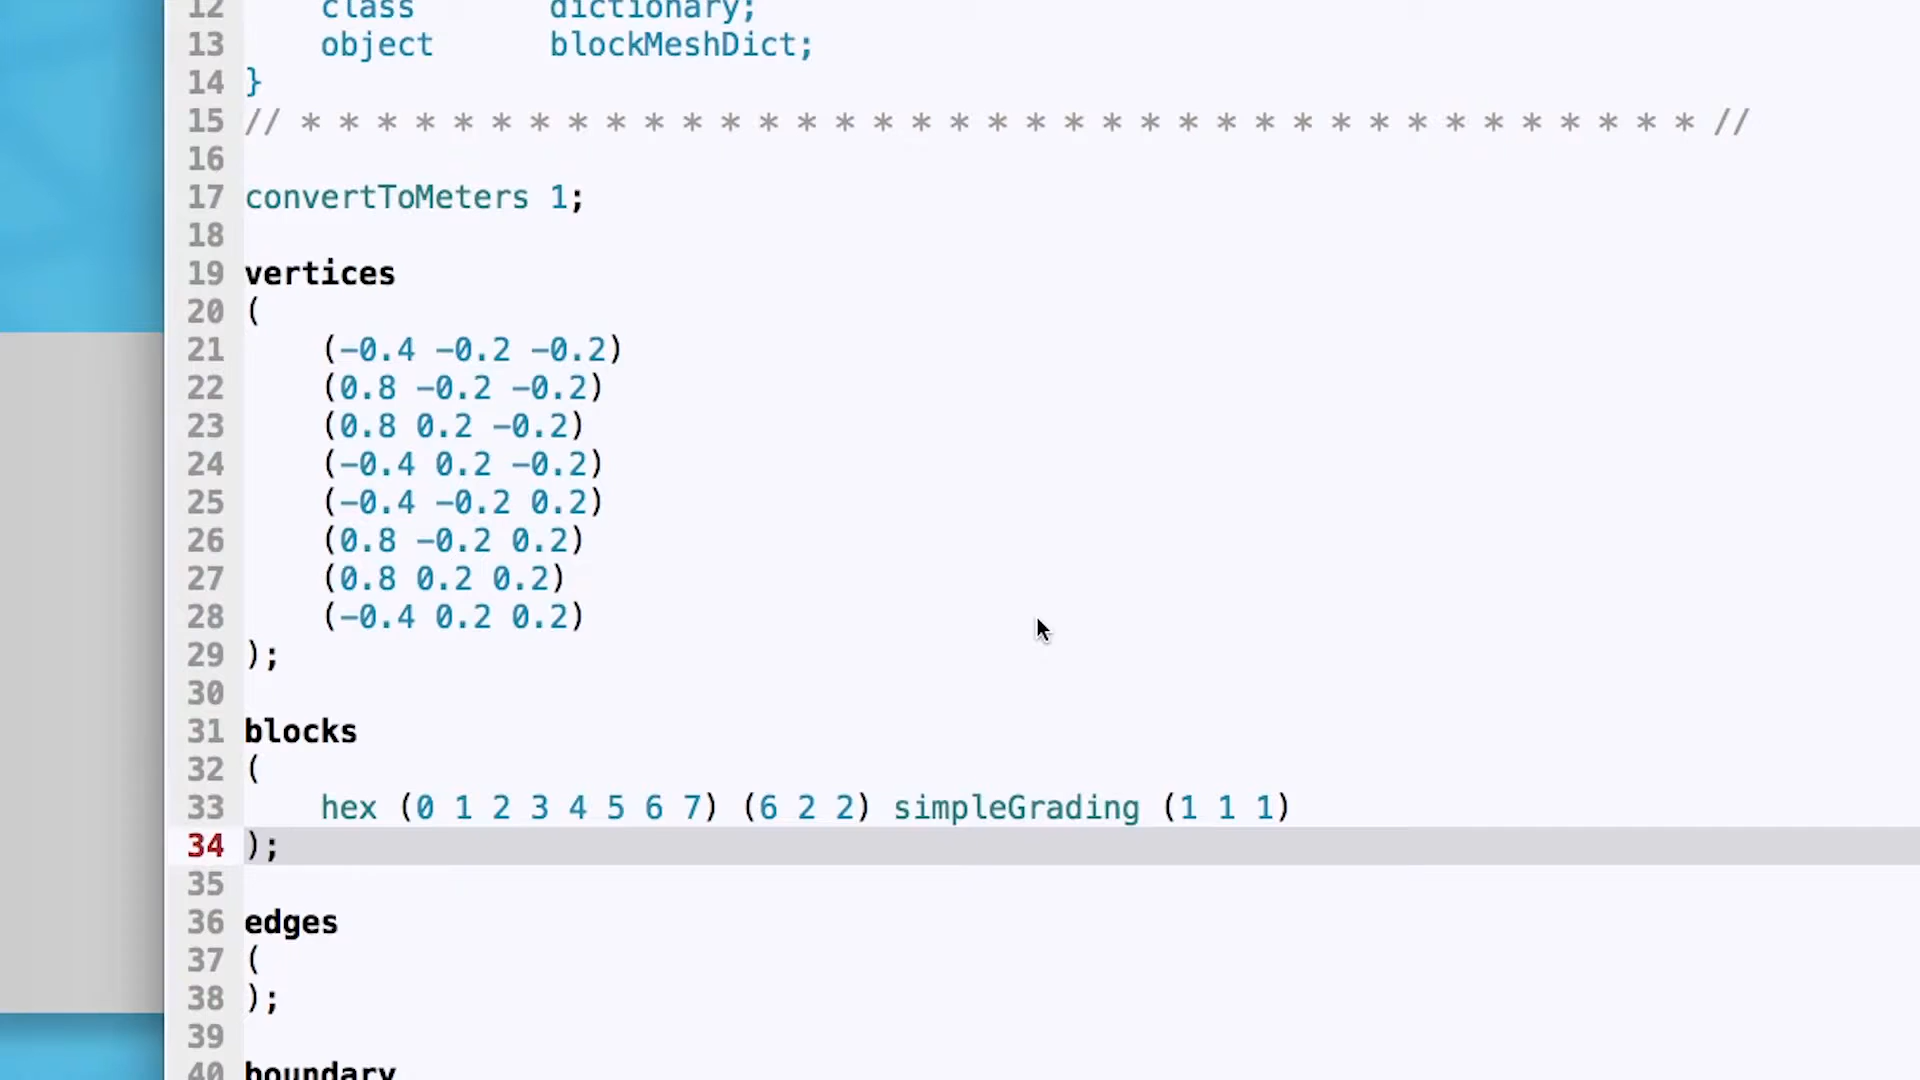 12 class dictionary;
13 object blockMeshDict;
14 }
15 // * * * * * * * * * * * * * * * * * * * * * * * * * * * * * * * * * * * * * //
16
17 convertToMeters 1;
18
19 vertices
20 (
21 (-0.4 -0.2 -0.2)
22 (0.8 -0.2 -0.2)
23 (0.8 0.2 -0.2)
24 (-0.4 0.2 -0.2)
25 (-0.4 -0.2 0.2)
26 (0.8 -0.2 0.2)
27 (0.8 0.2 0.2)
28 (-0.4 0.2 0.2)
29 );
30
31 blocks
32 (
33 hex (0 1 2 3 4 5 6 7) (6 2 2) simpleGrading (1 1 1)
34 );
35
36 edges
37 (
38 );
39
40 boundary